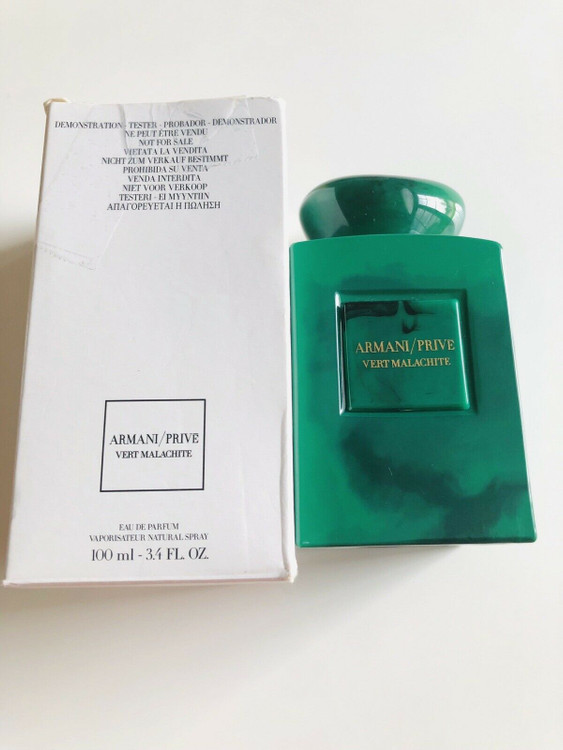 DEMONSTRATION - TESTER - PROBADOR - DEMONSTRADOR
NE PEUT ÊTRE VENDU
NOT FOR SALE
VIETATA LA VENDITA
NICHT ZUM VERKAUF BESTIMMT
PROHIBIDA SU VENTA
VENDA INTERDITA
NIET VOOR VERKOOP
TESTERI - EI MYYNTIIN
ΑΠΑΓΟΡΕΥΕΤΑΙ Η ΠΩΛΗΣΗ
ARMANI/PRIVE
VERT MALACHITE
EAU DE PARFUM
VAPORISATEUR NATURAL SPRAY
100 ml - 3.4 FL. OZ.
ARMANI/PRIVE
VERT MALACHITE